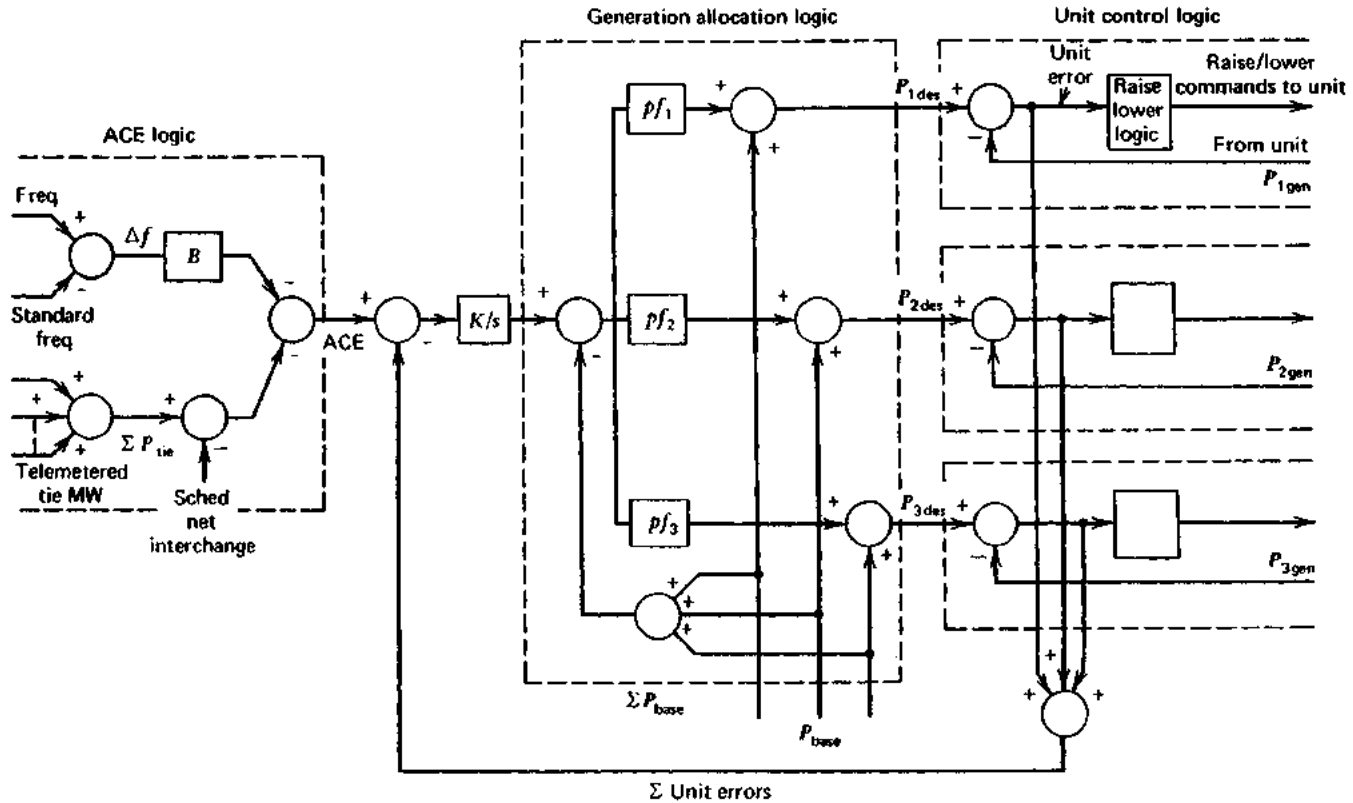 Generation allocation logic
Unit control logic
ACE logic
Unit
error
Raise/lower
commands to unit
Raise
lower
logic
From unit
P1gen
P1des
pf1
+
+
+
−
Freq
+
Δf
B
-
-
Standard
freq
+
ACE
-
K/s
+
-
pf2
+
+
P2des
+
−
P2gen
+
+
+
Σ Ptie
+
−
-
Telemetered
tie MW
Sched
net
interchange
pf3
+
+
P3des
+
−
P3gen
+
+
+
Σ Pbase
Pbase
+
+
+
Σ Unit errors